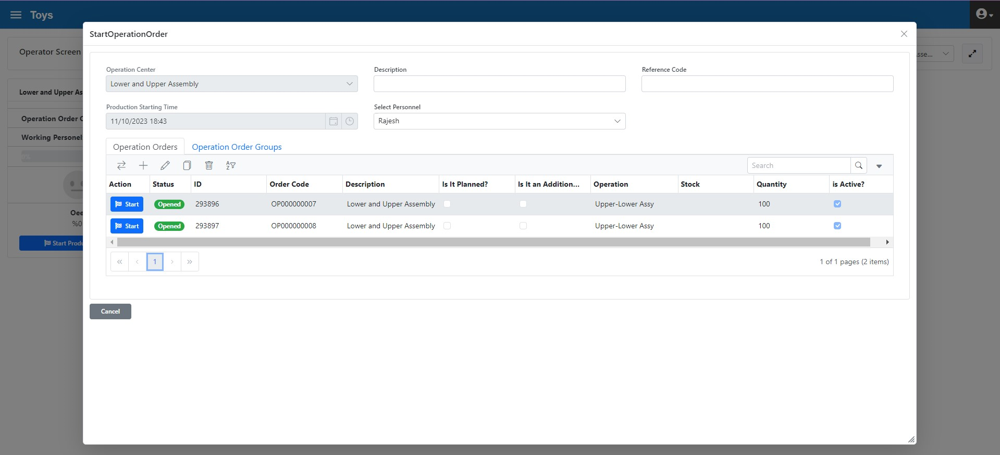 Toys
StartOperationOrder
Operator Screen
sse...
Operation Center
Description
Reference Code
Lower and Upper Assembly
Lower and Upper As
Production Starting Time
Select Personnel
11/10/2023 18:43
Rajesh
Operation Order
Working Personel
0%
Operation Orders
Operation Order Groups
Search
Action Status ID Order Code Description Is It Planned? Is It an Addition... Operation Stock Quantity is Active?
Start Opened 293896 OP000000007 Lower and Upper Assembly Upper-Lower Assy 100
Start Opened 293897 OP000000008 Lower and Upper Assembly Upper-Lower Assy 100
Oee
%0
Start Produ
« ‹ 1 › »
1 of 1 pages (2 items)
Cancel